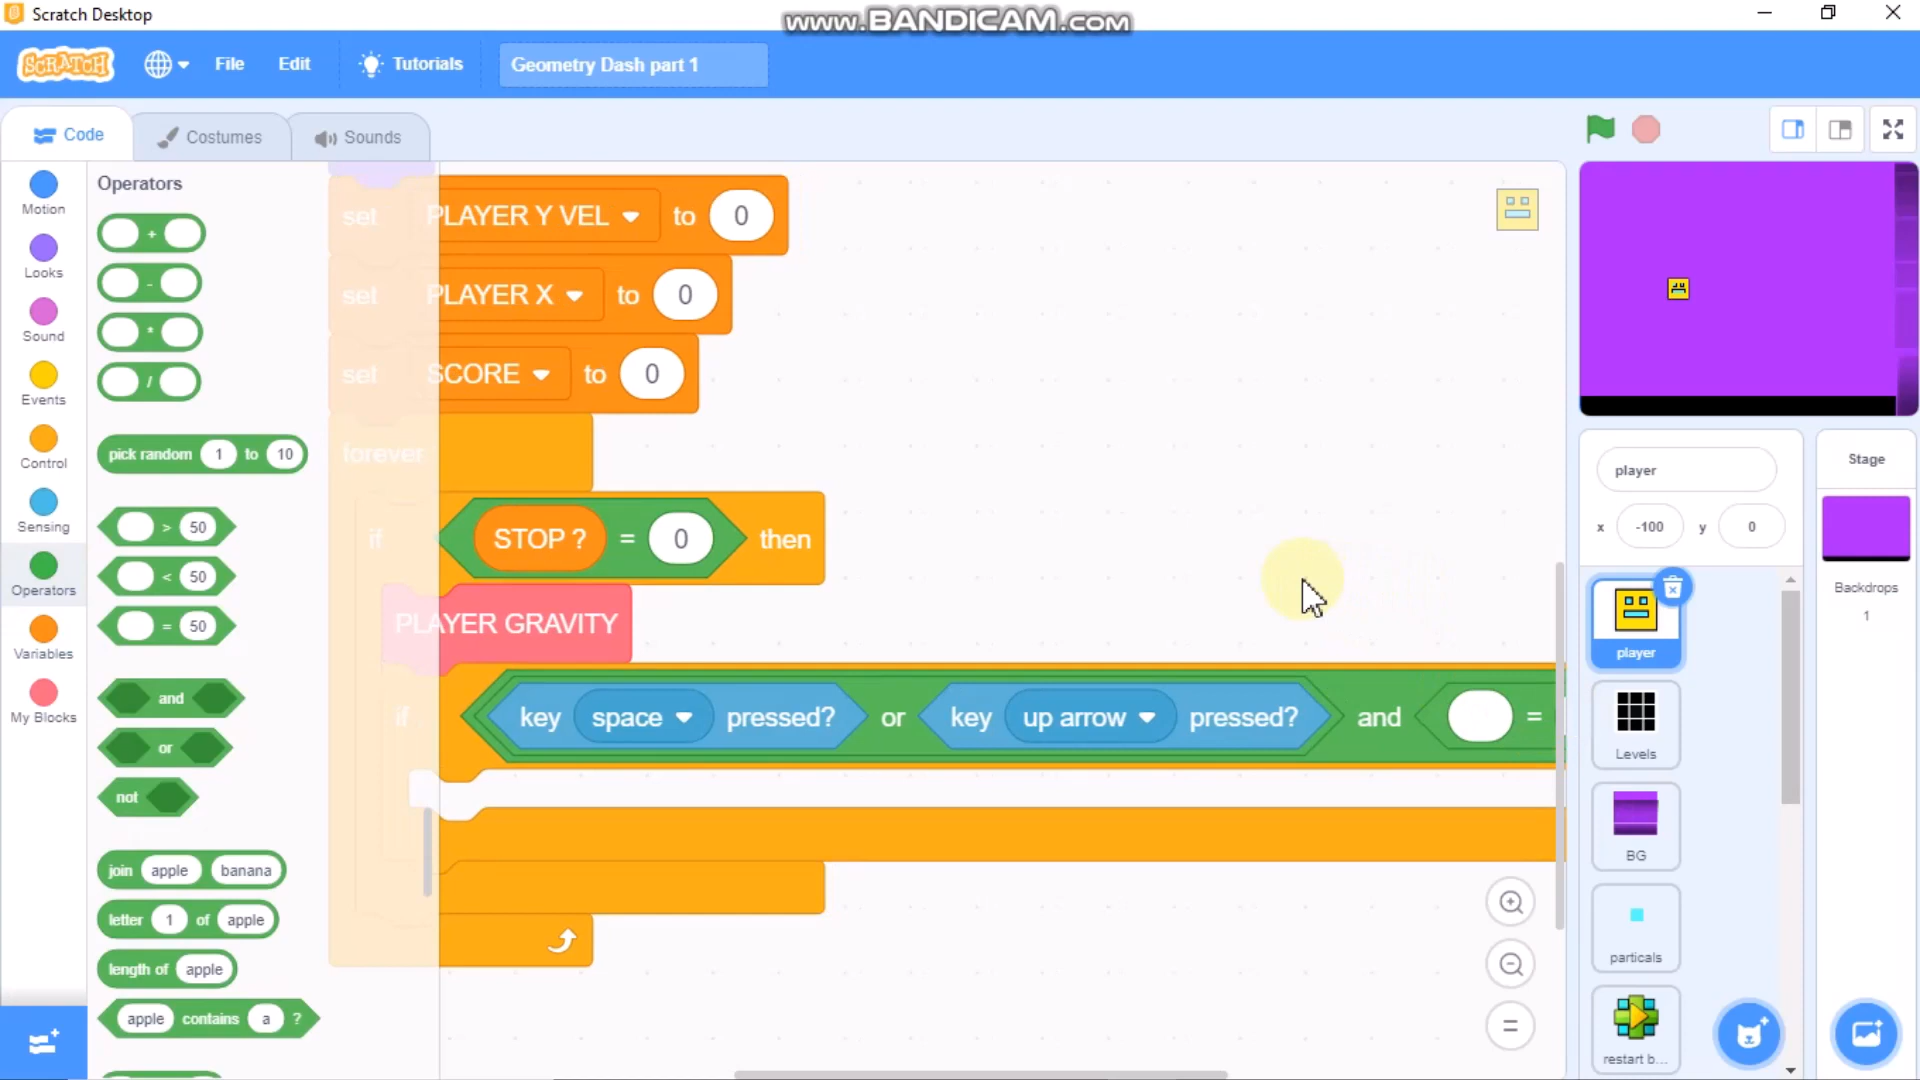 Scratch Desktop
www.BANDICAM.com
SCRATCH
File
Edit
Tutorials
Geometry Dash part 1
Code
Costumes
Sounds
Motion
Looks
Sound
Events
Control
Sensing
Operators
Variables
My Blocks
Operators
+
-
*
/
pick random 1 to 10
> 50
< 50
= 50
and
or
not
join apple banana
letter 1 of apple
length of apple
apple contains a ?
set PLAYER Y VEL to 0
set PLAYER X to 0
set SCORE to 0
forever
if STOP ? = 0 then
PLAYER GRAVITY
if key space pressed? or key up arrow pressed? and =
player
x -100 y 0
Stage
Backdrops
1
player
Levels
BG
particals
restart b...